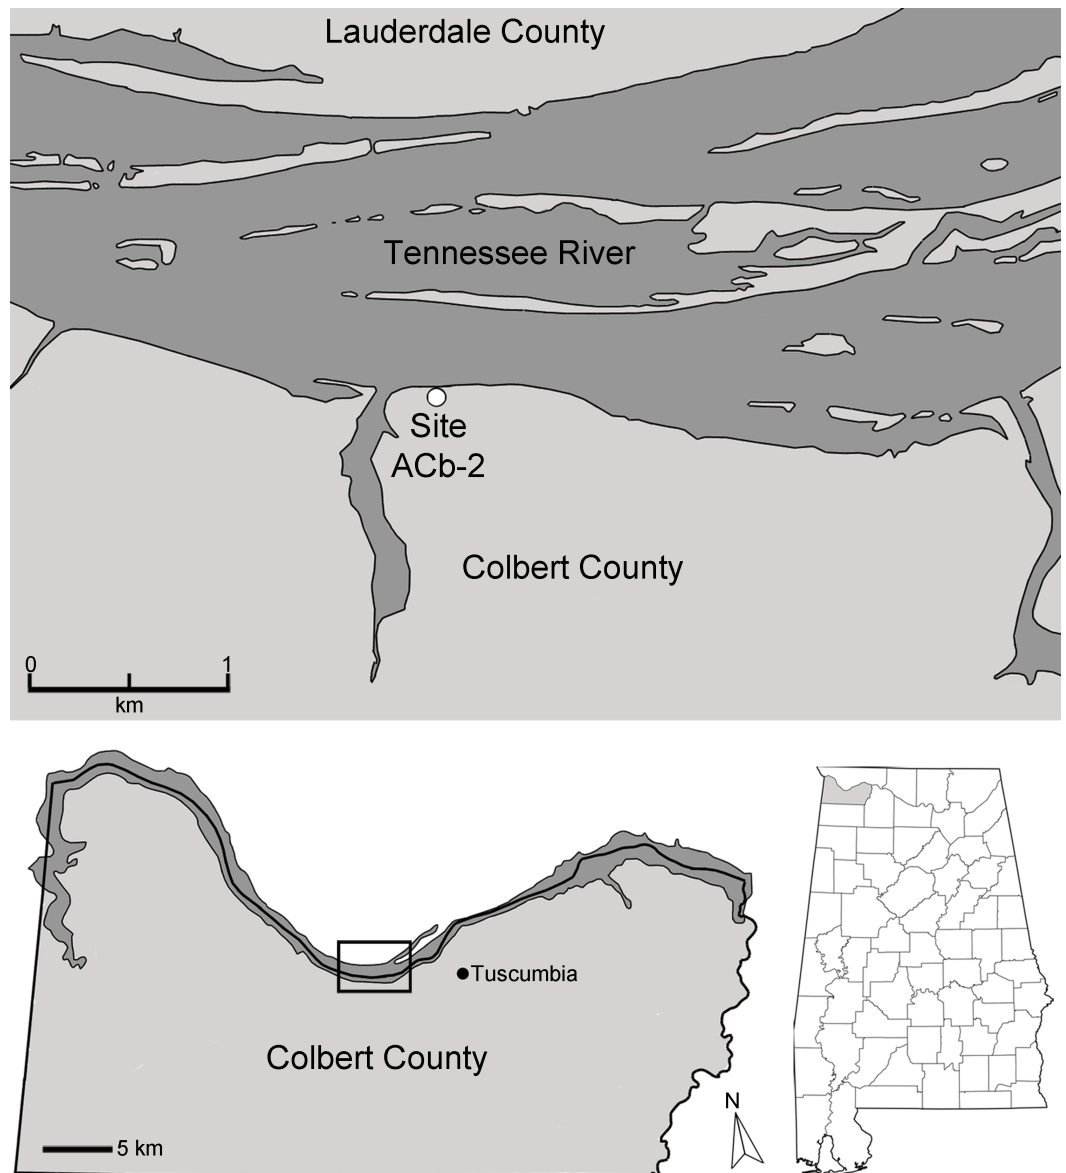 Lauderdale County
Tennessee River
Site
ACb-2
Colbert County
0 1
km
Tuscumbia
Colbert County
N
5 km